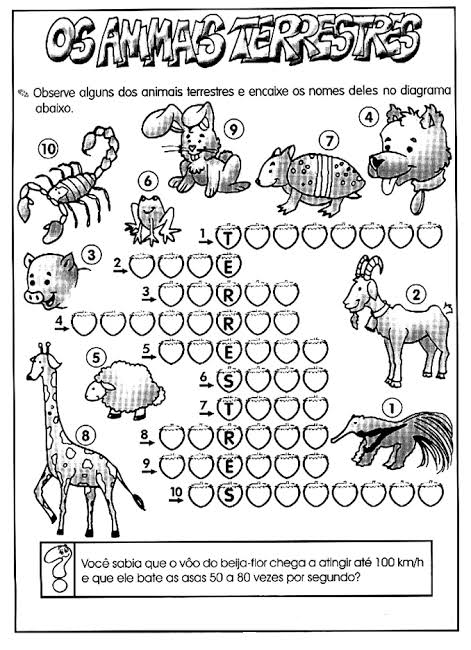 OS ANIMAIS TERRESTRES
Observe alguns dos animais terrestres e encaixe os nomes deles no diagrama
abaixo.
10
9
7
4
6
1 T
3
2 E
3 R
2
4 R
5
5 E
6 S
7 T
1
8
8 R
9 E
10 S
?
Você sabia que o vôo do beija-flor chega a atingir até 100 km/h
e que ele bate as asas 50 a 80 vezes por segundo?